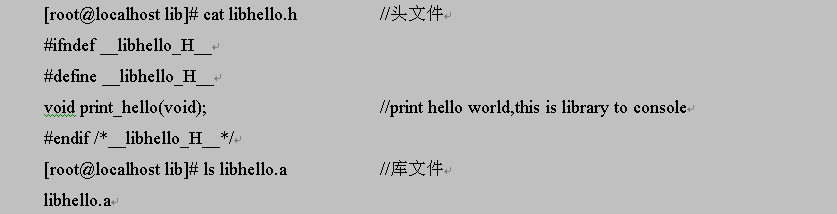 [root@localhost lib]# cat libhello.h //头文件
#ifndef __libhello_H__
#define __libhello_H__
void print_hello(void); //print hello world,this is library to console
#endif /*__libhello_H__*/
[root@localhost lib]# ls libhello.a //库文件
libhello.a